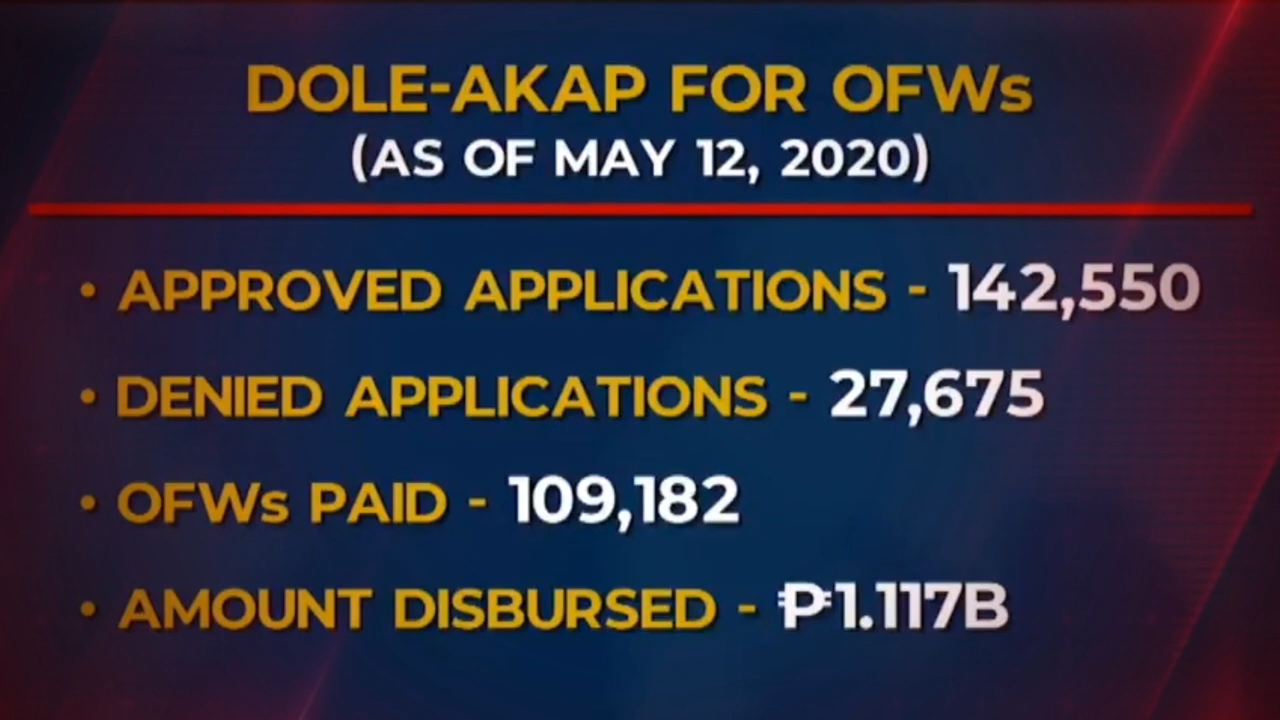 DOLE-AKAP FOR OFWs
(AS OF MAY 12, 2020)
• APPROVED APPLICATIONS - 142,550
• DENIED APPLICATIONS - 27,675
• OFWs PAID - 109,182
• AMOUNT DISBURSED - ₱1.117B